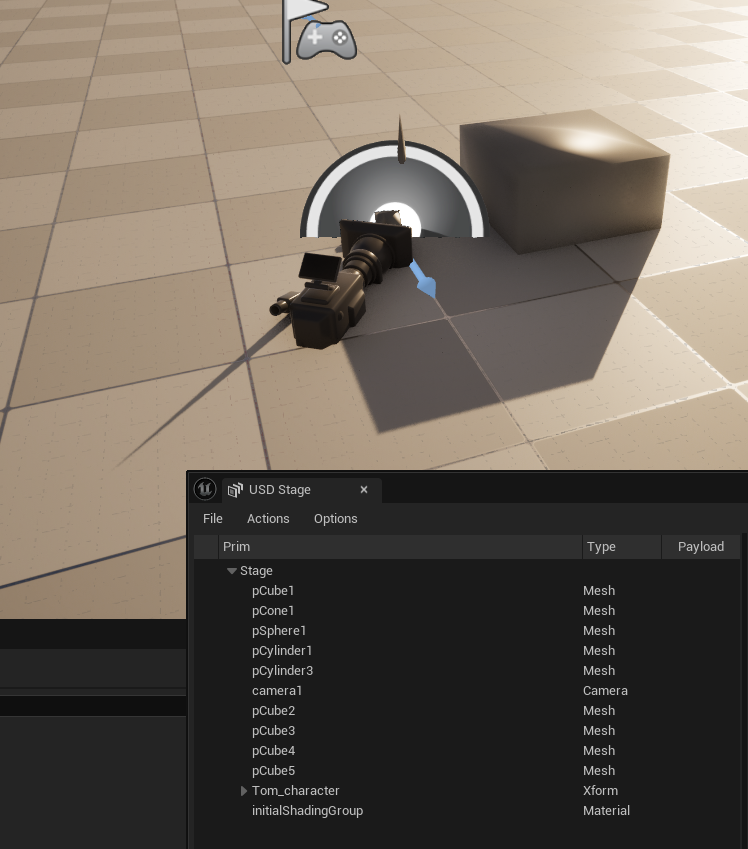 USD Stage
File Actions Options
Prim Type Payload
Stage
pCube1 Mesh
pCone1 Mesh
pSphere1 Mesh
pCylinder1 Mesh
pCylinder3 Mesh
camera1 Camera
pCube2 Mesh
pCube3 Mesh
pCube4 Mesh
pCube5 Mesh
Tom_character Xform
initialShadingGroup Material